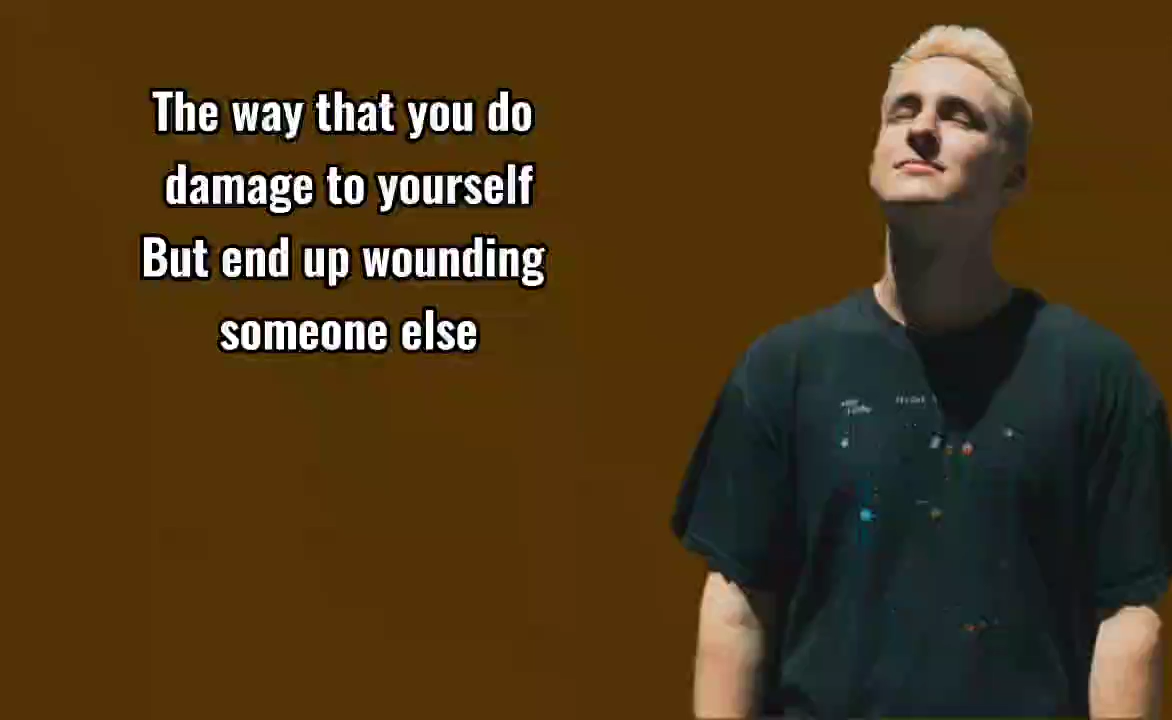 The way that you do
damage to yourself
But end up wounding
someone else